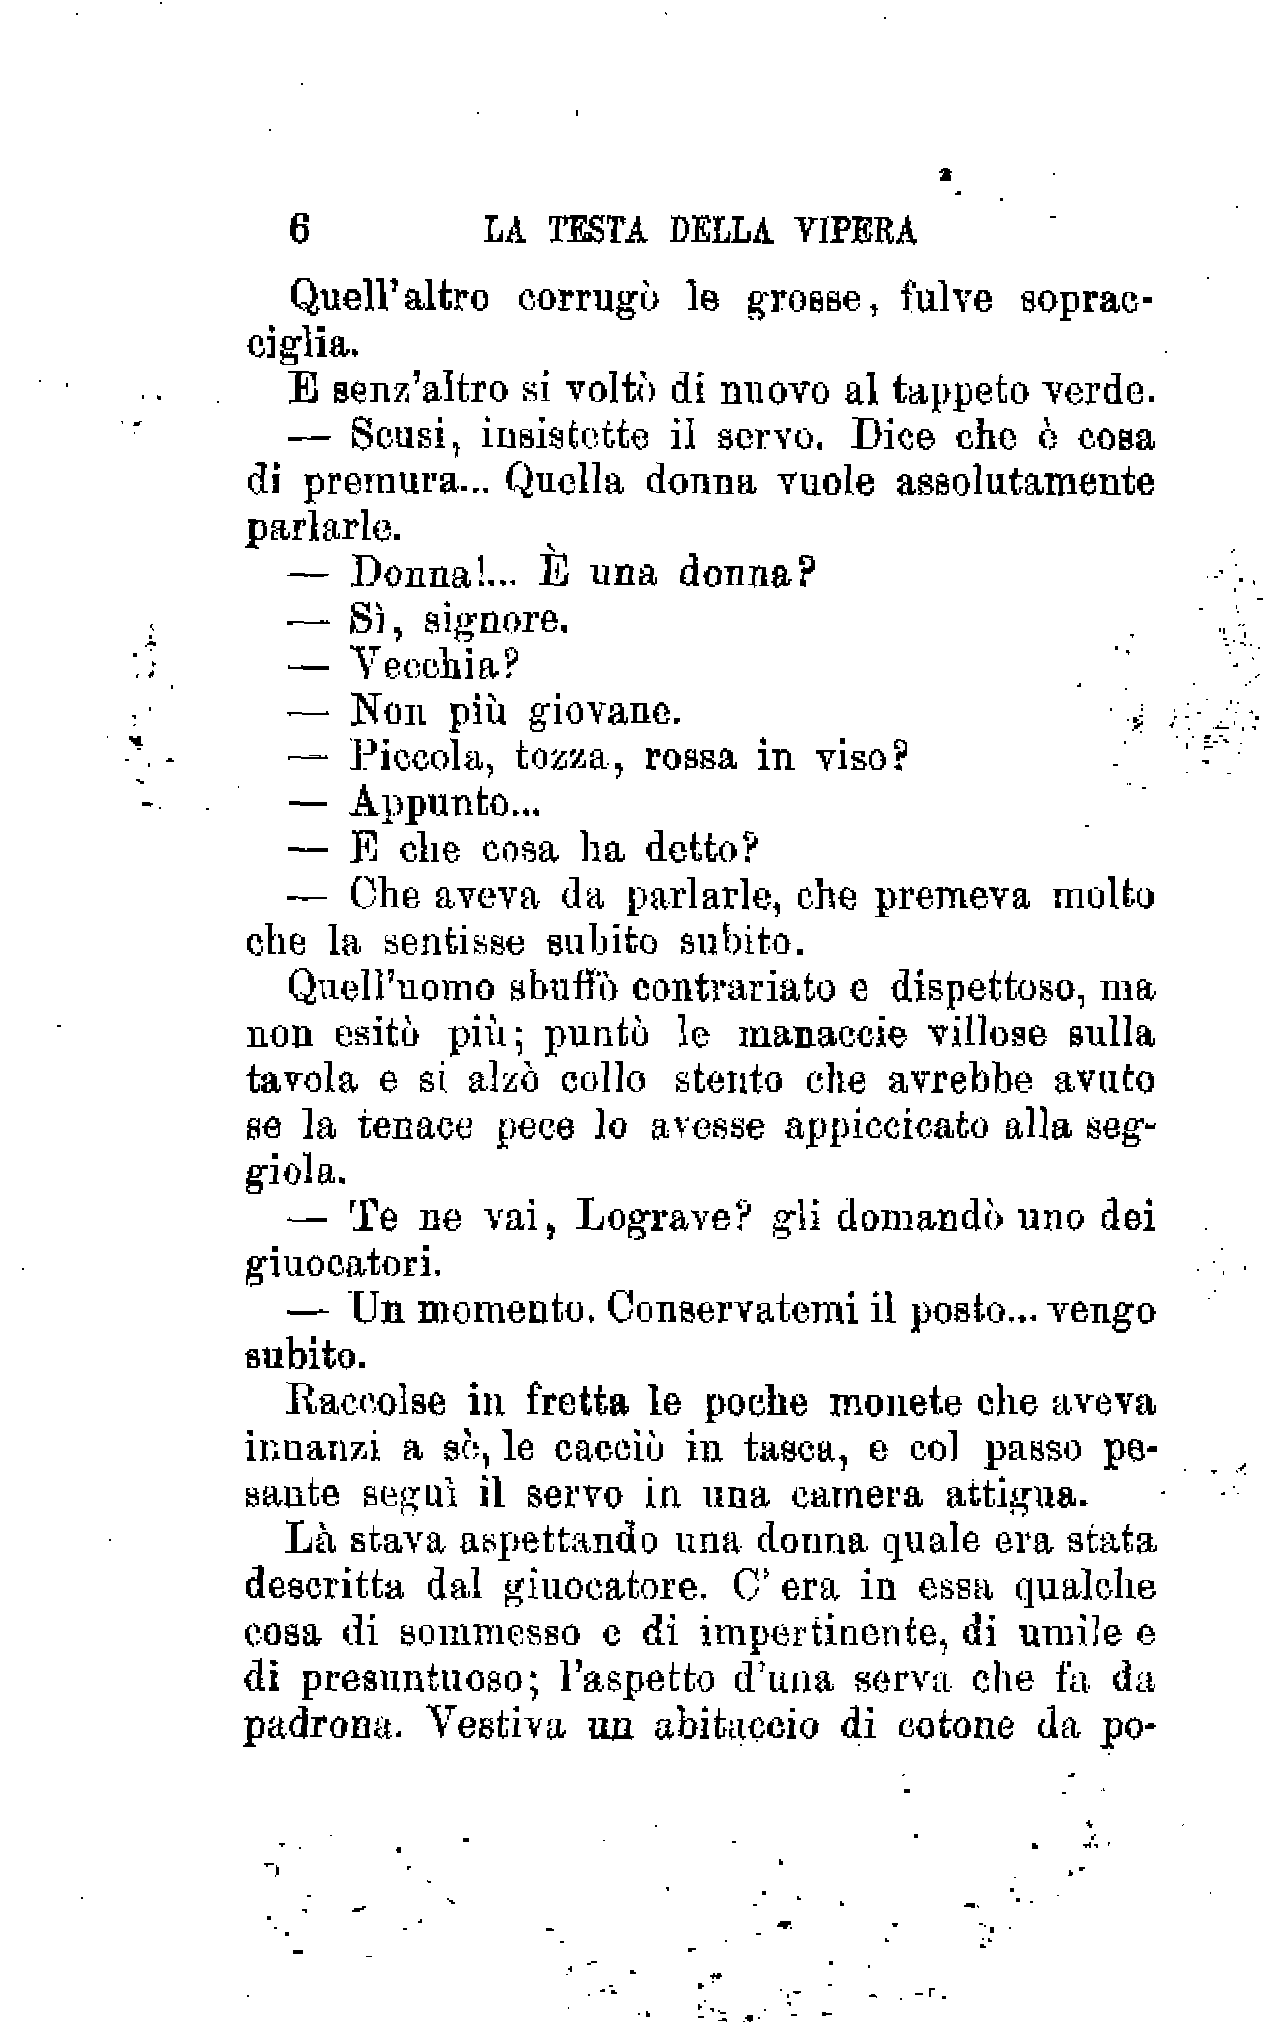 6 LA TESTA DELLA VIPERA
Quell'altro corrugò le grosse, fulve soprac-
ciglia.
E senz'altro si voltò di nuovo al tappeto verde.
— Scusi, insistette il servo. Dice che è cosa
di premura... Quella donna vuole assolutamente
parlarle.
— Donna!... È una donna?
— Sì, signore.
— Vecchia?
— Non più giovane.
— Piccola, tozza, rossa in viso?
— Appunto...
— E che cosa ha detto?
— Che aveva da parlarle, che premeva molto
che la sentisse subito subito.
Quell'uomo sbuffò contrariato e dispettoso, ma
non esitò più; puntò le manaccie villose sulla
tavola e si alzò collo stento che avrebbe avuto
se la tenace pece lo avesse appiccicato alla seg-
giola.
— Te ne vai, Lograve? gli domandò uno dei
giuocatori.
— Un momento. Conservatemi il posto... vengo
subito.
Raccolse in fretta le poche monete che aveva
innanzi a sè, le cacciò in tasca, e col passo pe-
sante seguì il servo in una camera attigua.
Là stava aspettando una donna quale era stata
descritta dal giuocatore. C'era in essa qualche
cosa di sommesso e di impertinente, di umile e
di presuntuoso; l'aspetto d'una serva che fa da
padrona. Vestiva un abitaccio di cotone da po-